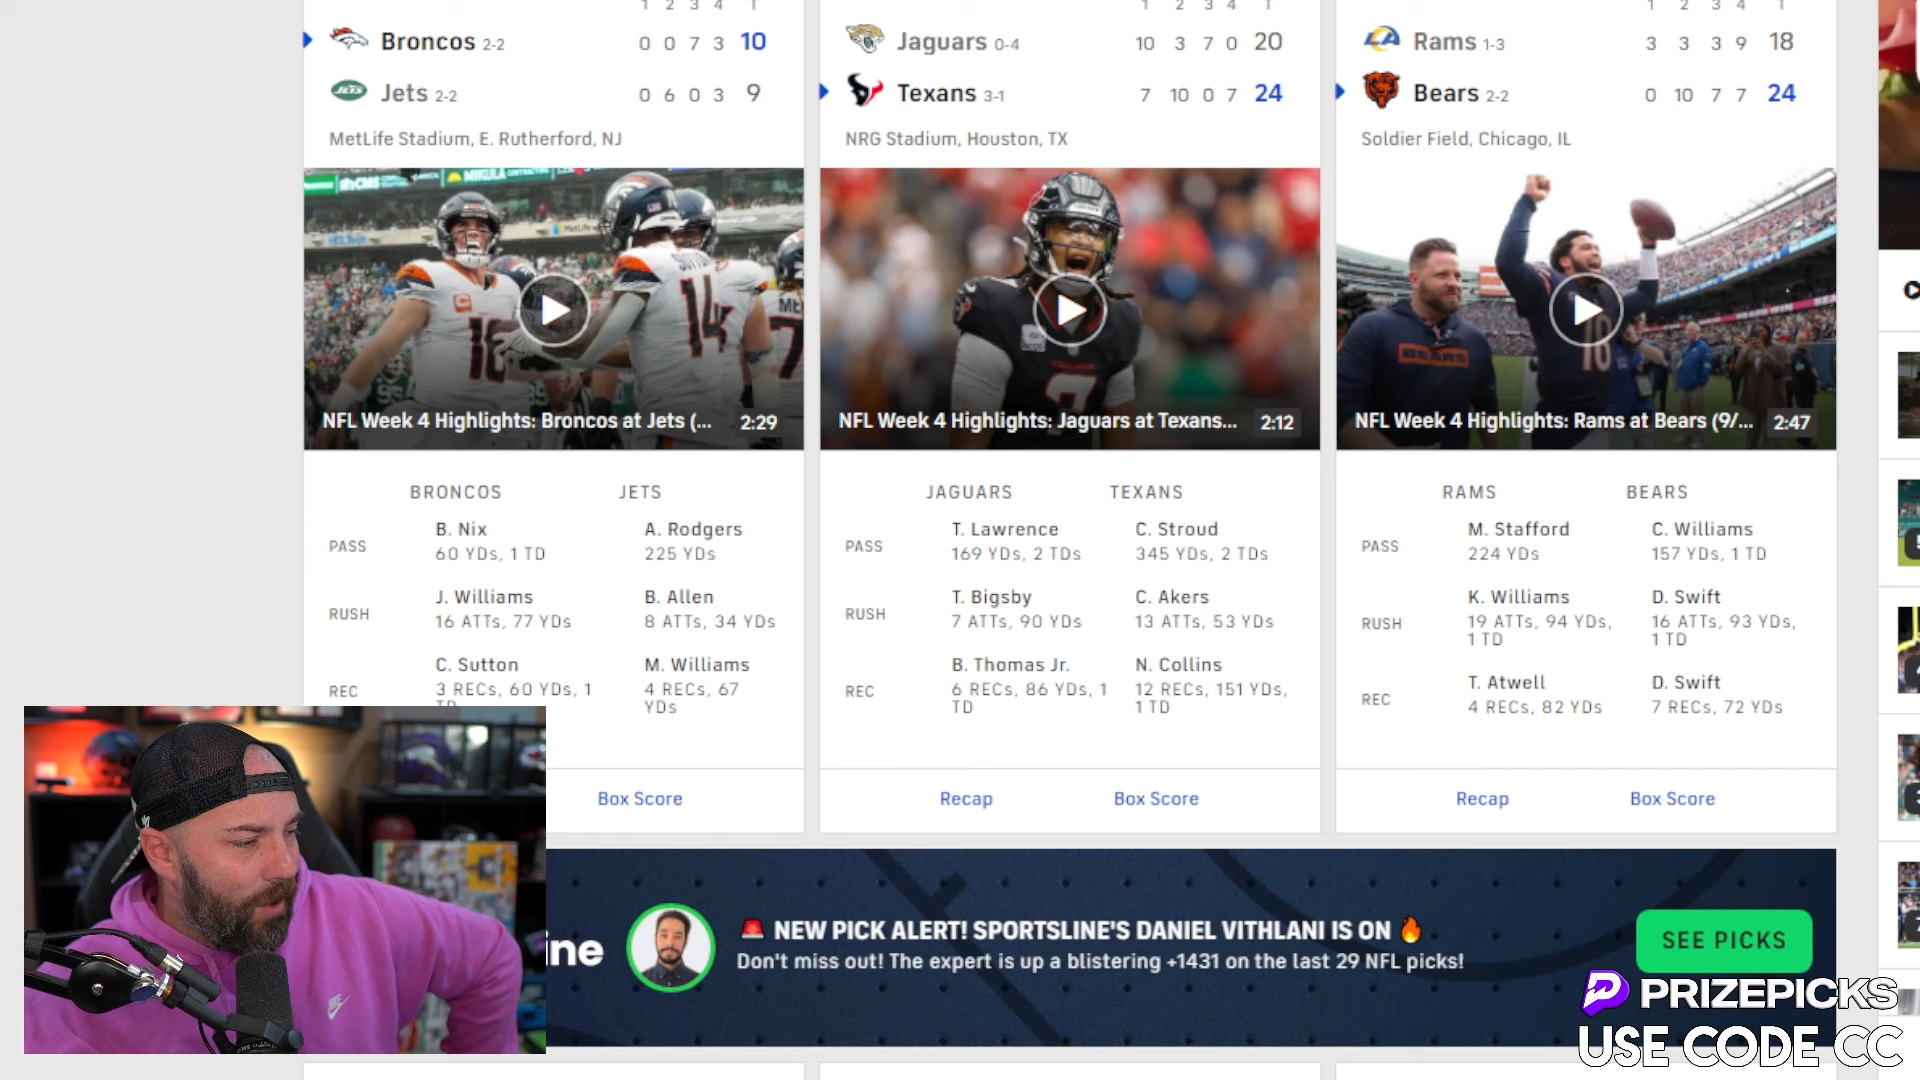 1 2 3 4 T
Broncos 2-2 0 0 7 3 10
Jets 2-2 0 6 0 3 9
MetLife Stadium, E. Rutherford, NJ
NFL Week 4 Highlights: Broncos at Jets (... 2:29
BRONCOS JETS
PASS
B. Nix
60 YDs, 1 TD
A. Rodgers
225 YDs
RUSH
J. Williams
16 ATTs, 77 YDs
B. Allen
8 ATTs, 34 YDs
REC
C. Sutton
3 RECs, 60 YDs, 1
TD
M. Williams
4 RECs, 67
YDs
Box Score
1 2 3 4 T
Jaguars 0-4 10 3 7 0 20
Texans 3-1 7 10 0 7 24
NRG Stadium, Houston, TX
NFL Week 4 Highlights: Jaguars at Texans... 2:12
JAGUARS TEXANS
PASS
T. Lawrence
169 YDs, 2 TDs
C. Stroud
345 YDs, 2 TDs
RUSH
T. Bigsby
7 ATTs, 90 YDs
C. Akers
13 ATTs, 53 YDs
REC
B. Thomas Jr.
6 RECs, 86 YDs, 1
TD
N. Collins
12 RECs, 151 YDs,
1 TD
Recap Box Score
1 2 3 4 T
Rams 1-3 3 3 3 9 18
Bears 2-2 0 10 7 7 24
Soldier Field, Chicago, IL
BEARS
NFL Week 4 Highlights: Rams at Bears (9/... 2:47
RAMS BEARS
PASS
M. Stafford
224 YDs
C. Williams
157 YDs, 1 TD
RUSH
K. Williams
19 ATTs, 94 YDs,
1 TD
D. Swift
16 ATTs, 93 YDs,
1 TD
REC
T. Atwell
4 RECs, 82 YDs
D. Swift
7 RECs, 72 YDs
Recap Box Score
ine
🚨 NEW PICK ALERT! SPORTSLINE'S DANIEL VITHLANI IS ON 🔥
Don't miss out! The expert is up a blistering +1431 on the last 29 NFL picks!
SEE PICKS
PRIZEPICKS
USE CODE CC